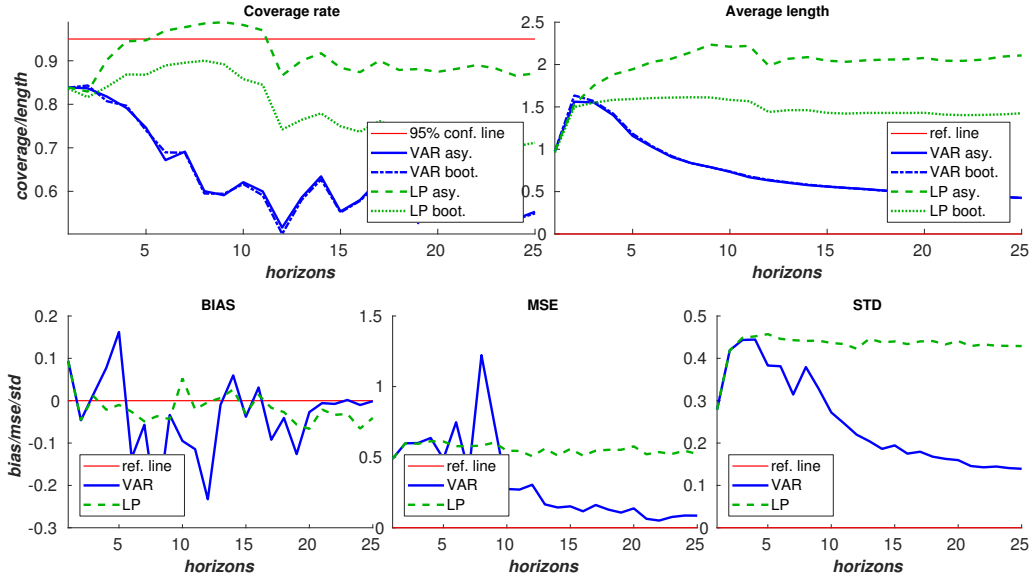 Coverage rate
coverage/length
0.9
0.8
0.7
0.6
5
10
15
20
25
horizons
95% conf. line
VAR asy.
VAR boot.
LP asy.
LP boot.
Average length
2.5
2
1.5
1
0.5
0
5
10
15
20
25
horizons
ref. line
VAR asy.
VAR boot.
LP asy.
LP boot.
BIAS
bias/mse/std
0.2
0.1
0
-0.1
-0.2
-0.3
5
10
15
20
25
horizons
ref. line
VAR
LP
MSE
1.5
1
0.5
0
5
10
15
20
25
horizons
ref. line
VAR
LP
STD
0.5
0.4
0.3
0.2
0.1
0
5
10
15
20
25
horizons
ref. line
VAR
LP